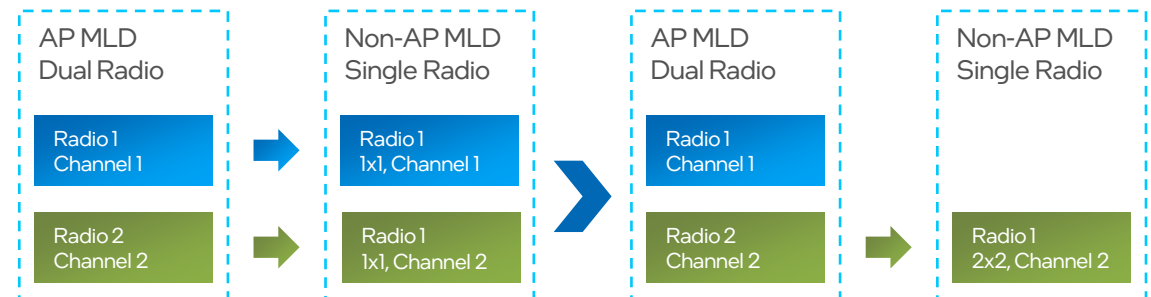 AP MLD
Dual Radio
Radio 1
Channel 1
Radio 2
Channel 2
Non-AP MLD
Single Radio
Radio 1
1x1, Channel 1
Radio 1
1x1, Channel 2
AP MLD
Dual Radio
Radio 1
Channel 1
Radio 2
Channel 2
Non-AP MLD
Single Radio
Radio 1
2x2, Channel 2